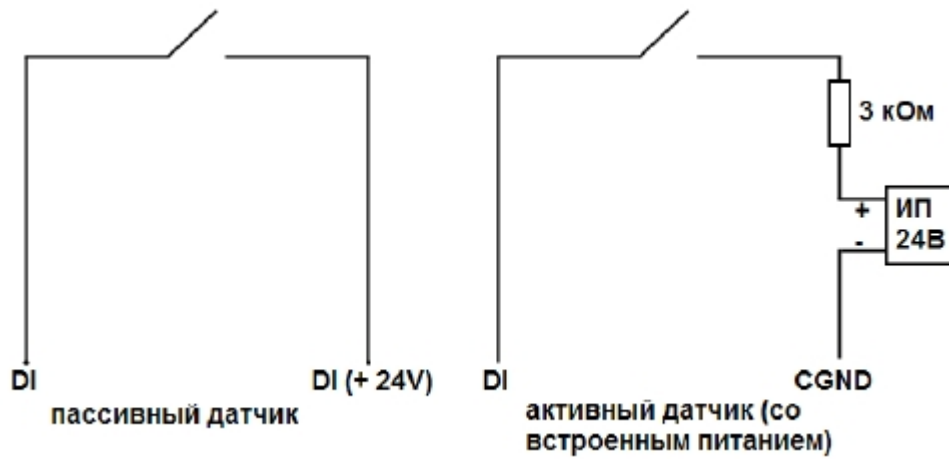 3 кОм
+ ИП
- 24В
DI
DI (+ 24V)
пассивный датчик
DI
CGND
активный датчик (со
встроенным питанием)